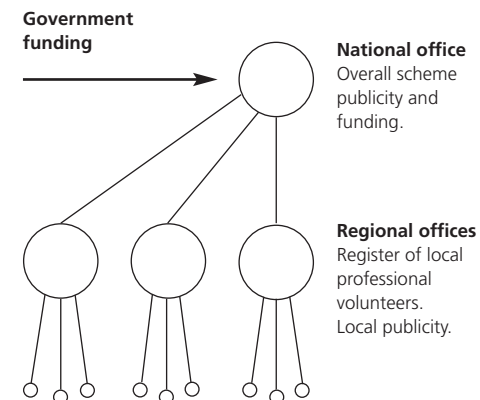 Government
funding
National office
Overall scheme
publicity and
funding.
Regional offices
Register of local
professional
volunteers.
Local publicity.